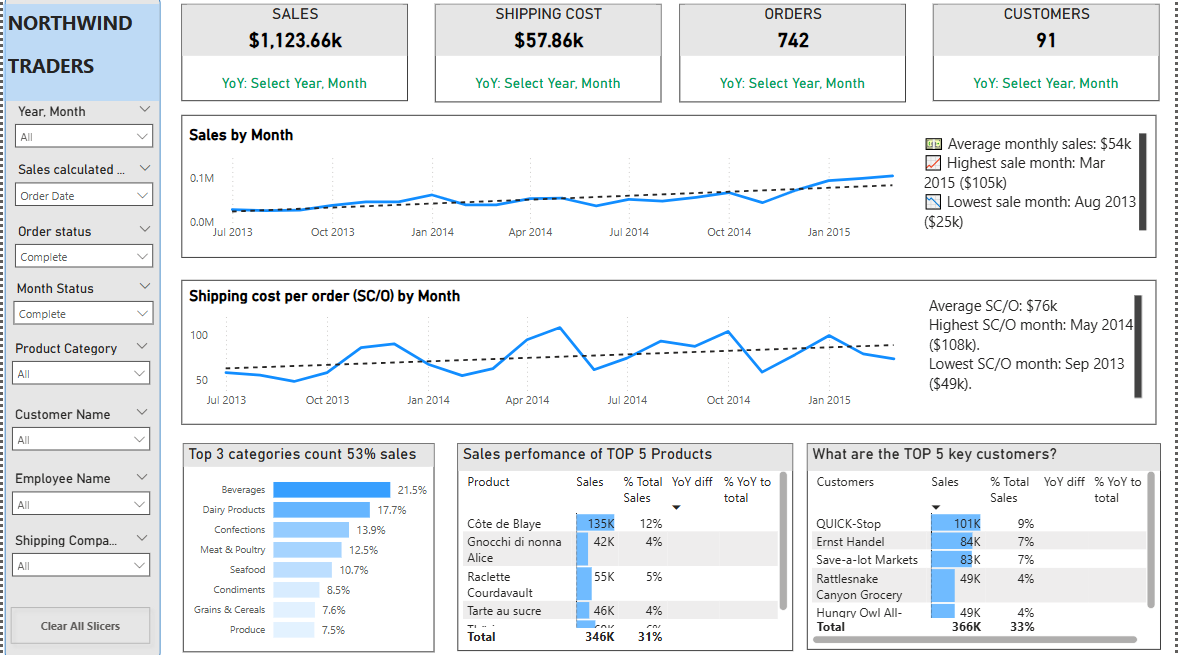 NORTHWIND
TRADERS
Year, Month
All
Sales calculated ...
Order Date
Order status
Complete
Month Status
Complete
Product Category
All
Customer Name
All
Employee Name
All
Shipping Compa...
All
Clear All Slicers
SALES
$1,123.66k
YoY: Select Year, Month
SHIPPING COST
$57.86k
YoY: Select Year, Month
ORDERS
742
YoY: Select Year, Month
CUSTOMERS
91
YoY: Select Year, Month
Sales by Month
0.1M
0.0M
Jul 2013 Oct 2013 Jan 2014 Apr 2014 Jul 2014 Oct 2014 Jan 2015
Average monthly sales: $54k
Highest sale month: Mar
2015 ($105k)
Lowest sale month: Aug 2013
($25k)
Shipping cost per order (SC/O) by Month
100
50
Jul 2013 Oct 2013 Jan 2014 Apr 2014 Jul 2014 Oct 2014 Jan 2015
Average SC/O: $76k
Highest SC/O month: May 2014
($108k).
Lowest SC/O month: Sep 2013
($49k).
Top 3 categories count 53% sales
Beverages 21.5%
Dairy Products 17.7%
Confections 13.9%
Meat & Poultry 12.5%
Seafood 10.7%
Condiments 8.5%
Grains & Cereals 7.6%
Produce 7.5%
Sales perfomance of TOP 5 Products
Product Sales % Total YoY diff % YoY to
Sales total
Côte de Blaye 135K 12%
Gnocchi di nonna 42K 4%
Alice
Raclette 55K 5%
Courdavault
Tarte au sucre 46K 4%
Total 346K 31%
What are the TOP 5 key customers?
Customers Sales % Total YoY diff % YoY to
Sales total
QUICK-Stop 101K 9%
Ernst Handel 84K 7%
Save-a-lot Markets 83K 7%
Rattlesnake 49K 4%
Canyon Grocery
Hungry Owl All- 49K 4%
Total 366K 33%